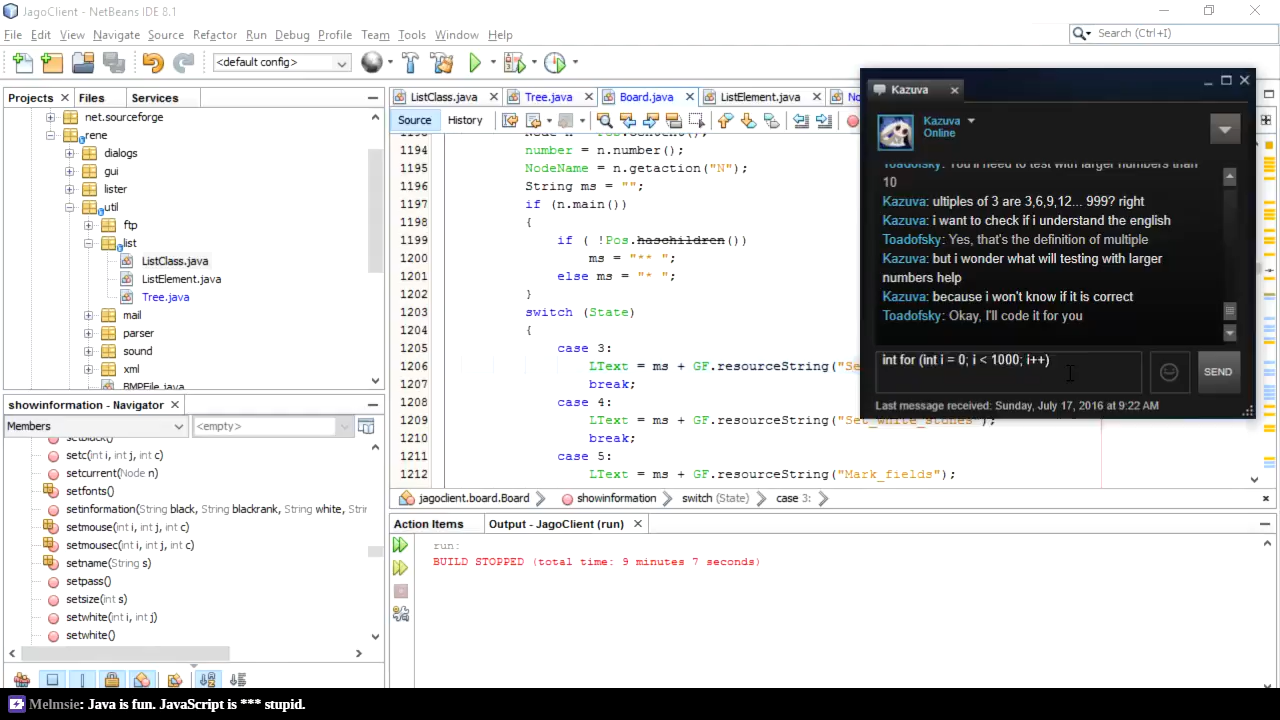 JagoClient - NetBeans IDE 8.1
File Edit View Navigate Source Refactor Run Debug Profile Team Tools Window Help
Search (Ctrl+I)
<default config>
Projects Files Services
net.sourceforge
rene
dialogs
gui
lister
util
ftp
list
ListClass.java
ListElement.java
Tree.java
mail
parser
sound
xml
BMPFile.java
showinformation - Navigator
Members <empty>
setblack()
setc(int i, int j, int c)
setcurrent(Node n)
setfonts()
setinformation(String black, String blackrank, String white, Strir
setmouse(int i, int j, int c)
setmousec(int i, int j, int c)
setname(String s)
setpass()
setsize(int s)
setwhite(int i, int j)
setwhite()
ListClass.java Tree.java Board.java ListElement.java No
Source History
1194 number = n.number();
1195 NodeName = n.getaction("N");
1196 String ms = "";
1197 if (n.main())
1198 {
1199 if ( !Pos.haschildren())
1200 ms = "** ";
1201 else ms = "* ";
1202 }
1203 switch (State)
1204 {
1205 case 3:
1206 LText = ms + GF.resourceString("Se
1207 break;
1208 case 4:
1209 LText = ms + GF.resourceString("Set_white_stones");
1210 break;
1211 case 5:
1212 LText = ms + GF.resourceString("Mark_fields");
jagoclient.board.Board showinformation switch (State) case 3:
Action Items Output - JagoClient (run)
run:
BUILD STOPPED (total time: 9 minutes 7 seconds)
Kazuva
Kazuva
Online
Toadofsky: You'll need to test with larger numbers than
10
Kazuva: ultiples of 3 are 3,6,9,12... 999? right
Kazuva: i want to check if i understand the english
Toadofsky: Yes, that's the definition of multiple
Kazuva: but i wonder what will testing with larger
numbers help
Kazuva: because i won't know if it is correct
Toadofsky: Okay, I'll code it for you
int for (int i = 0; i < 1000; i++)
SEND
Last message received: Sunday, July 17, 2016 at 9:22 AM
Melmsie: Java is fun. JavaScript is *** stupid.